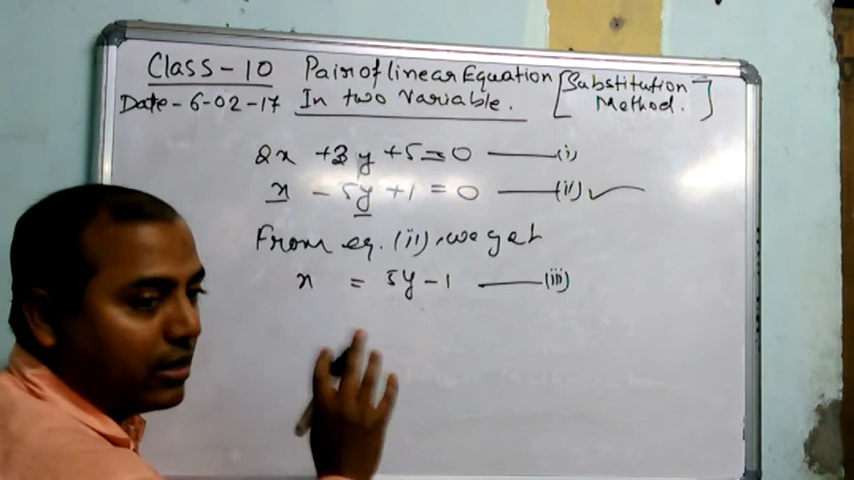 Class-10 Pair of linear Equation [Substitution
Date-6-02-17 In two Variable. Method.]
2x +3y +5=0 ——(i)
x - 5y +1 = 0 ——(ii) ✓
From eq. (ii), we get
x = 5y-1 ——(iii)